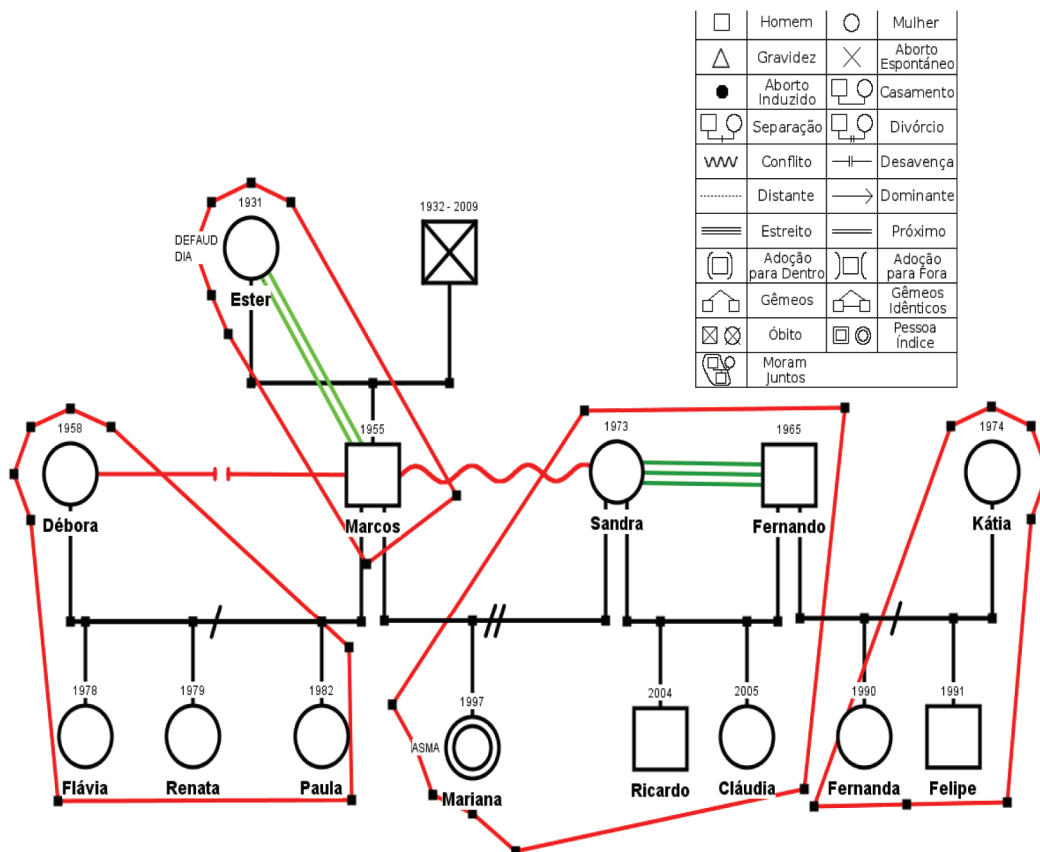 Homem
Mulher
Gravidez
Aborto
Espontáneo
Aborto
Induzido
Casamento
Separação
Divórcio
Conflito
Desavença
Distante
Dominante
Estreito
Próximo
Adoção
para Dentro
Adoção
para Fora
Gêmeos
Gêmeos
Idênticos
Óbito
Pessoa
Índice
Moram
Juntos
1931
1932 - 2009
DEFAUD
DIA
Ester
1958
1955
1973
1965
1974
Débora
Marcos
Sandra
Fernando
Kátia
1978
1979
1982
1997
2004
2005
1990
1991
ASMA
Flávia
Renata
Paula
Mariana
Ricardo
Cláudia
Fernanda
Felipe